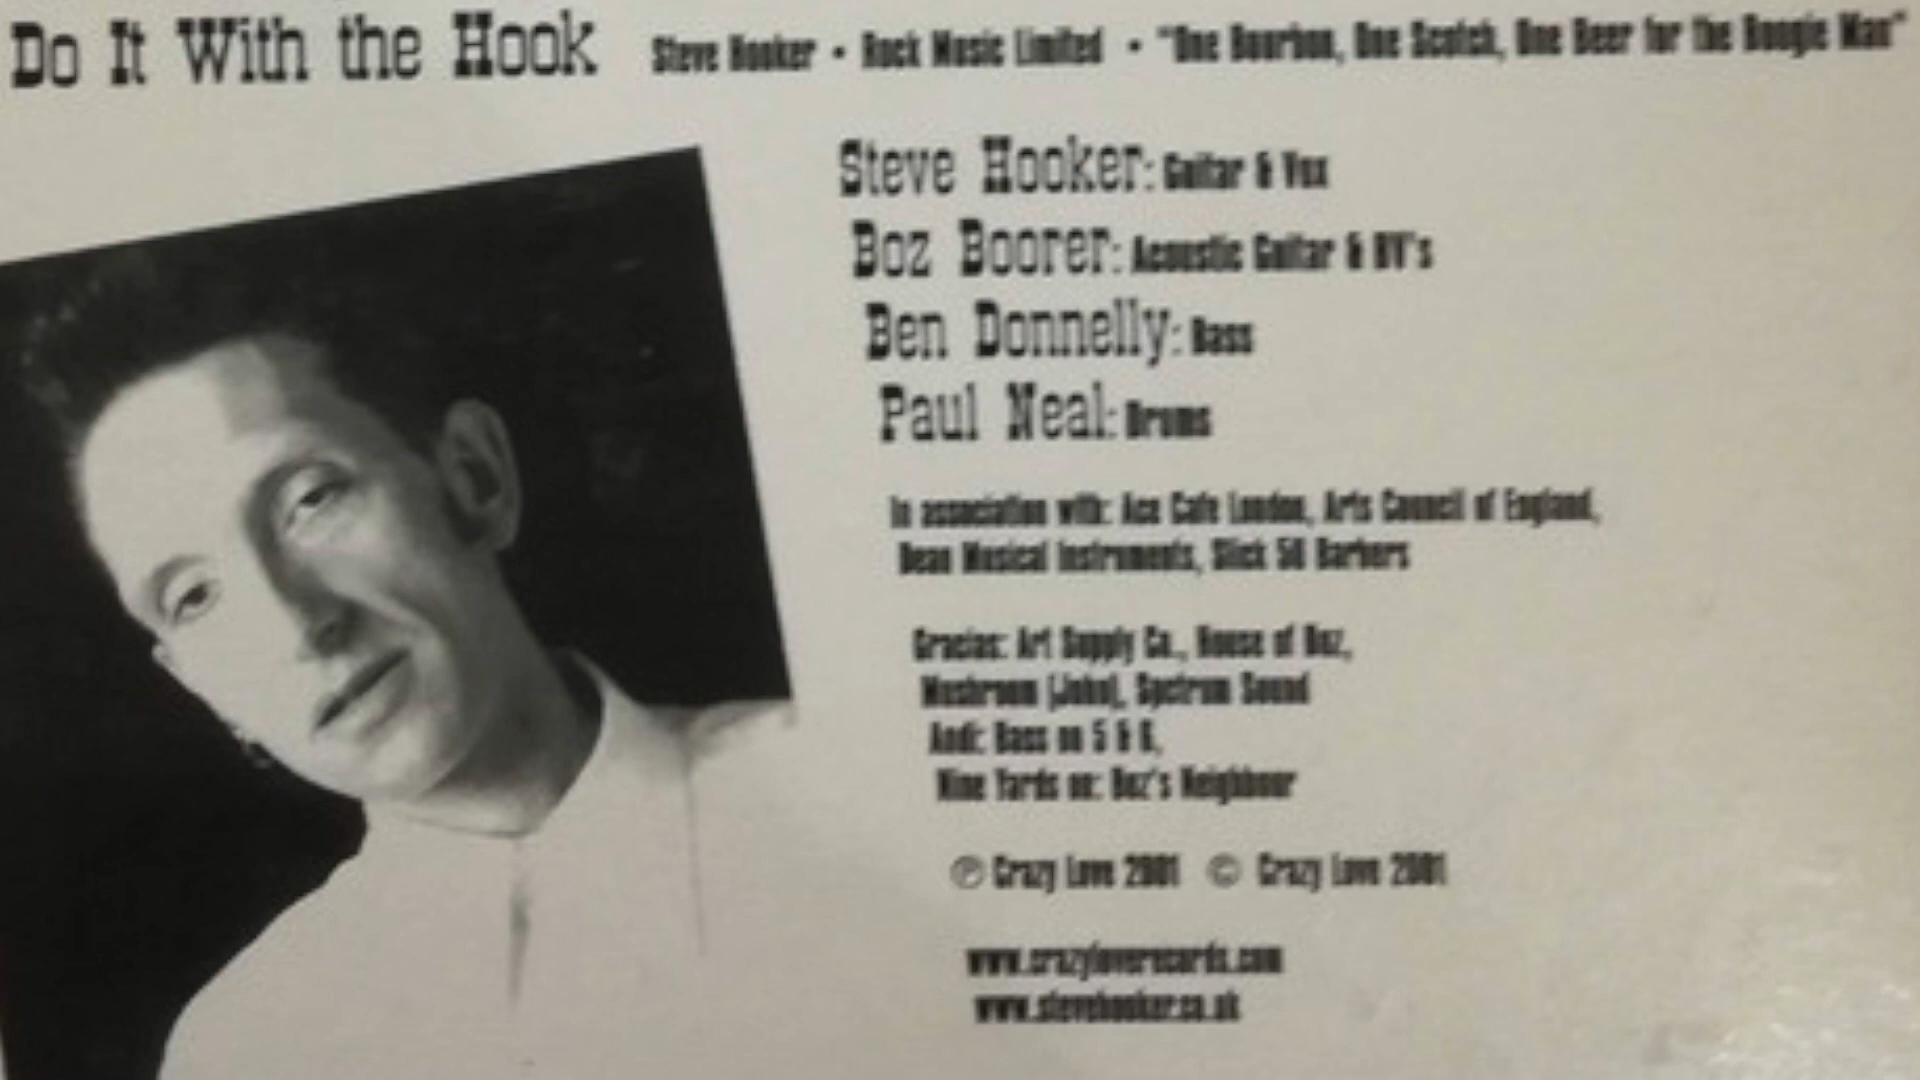 Do It With the Hook Steve Hooker • Rock Music Limited • "One Bourbon, One Scotch, One Beer for the Boogie Man"
Steve Hooker: Guitar & Vox
Boz Boorer: Acoustic Guitar & BV's
Ben Donnelly: Bass
Paul Neal: Drums
In association with: Ace Cafe London, Arts Council of England,
Dean Musical Instruments, Slick 50 Barbers
Gracias: Art Supply Co., House of Boz,
Mushroom (John), Spetrum Sound
Andi: Bass on 5 & 6,
Nine Yards on: Boz's Neighbour
℗ Crazy Love 2001 © Crazy Love 2001
www.crazyloverecords.com
www.stevehooker.co.uk